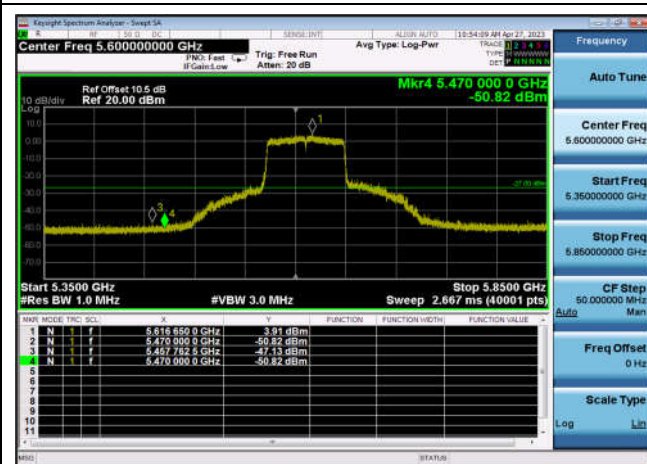 Keysight Spectrum Analyzer - Swept SA
RF 50 Ω DC SENSE:INT ALIGN AUTO 10:54:09 AM Apr 27, 2023
Center Freq 5.600000000 GHz
PNO: Fast
IFGain:Low
Trig: Free Run
Atten: 20 dB
Avg Type: Log-Pwr
TRACE 1 2 3 4 5 6
TYPE
DET P N N N N N
Ref Offset 10.5 dB
10 dB/div Ref 20.00 dBm
Log
Mkr4 5.470 000 0 GHz
-50.82 dBm
10.0
0.00
-10.0
-20.0
-30.0
-40.0
-50.0
-60.0
-70.0
-27.00 dBm
1
3
4
Start 5.3500 GHz
Stop 5.8500 GHz
#Res BW 1.0 MHz
#VBW 3.0 MHz
Sweep 2.667 ms (40001 pts)
MKR MODE TRC SCL X Y FUNCTION FUNCTION WIDTH FUNCTION VALUE
1 N 1 f 5.616 650 0 GHz 3.91 dBm
2 N 1 f 5.470 000 0 GHz -50.82 dBm
3 N 1 f 5.457 762 5 GHz -47.13 dBm
4 N 1 f 5.470 000 0 GHz -50.82 dBm
5
6
7
8
9
10
11
MSG
STATUS
Frequency
Auto Tune
Center Freq
5.600000000 GHz
Start Freq
5.350000000 GHz
Stop Freq
5.850000000 GHz
CF Step
50.000000 MHz
Auto Man
Freq Offset
0 Hz
Scale Type
Log Lin